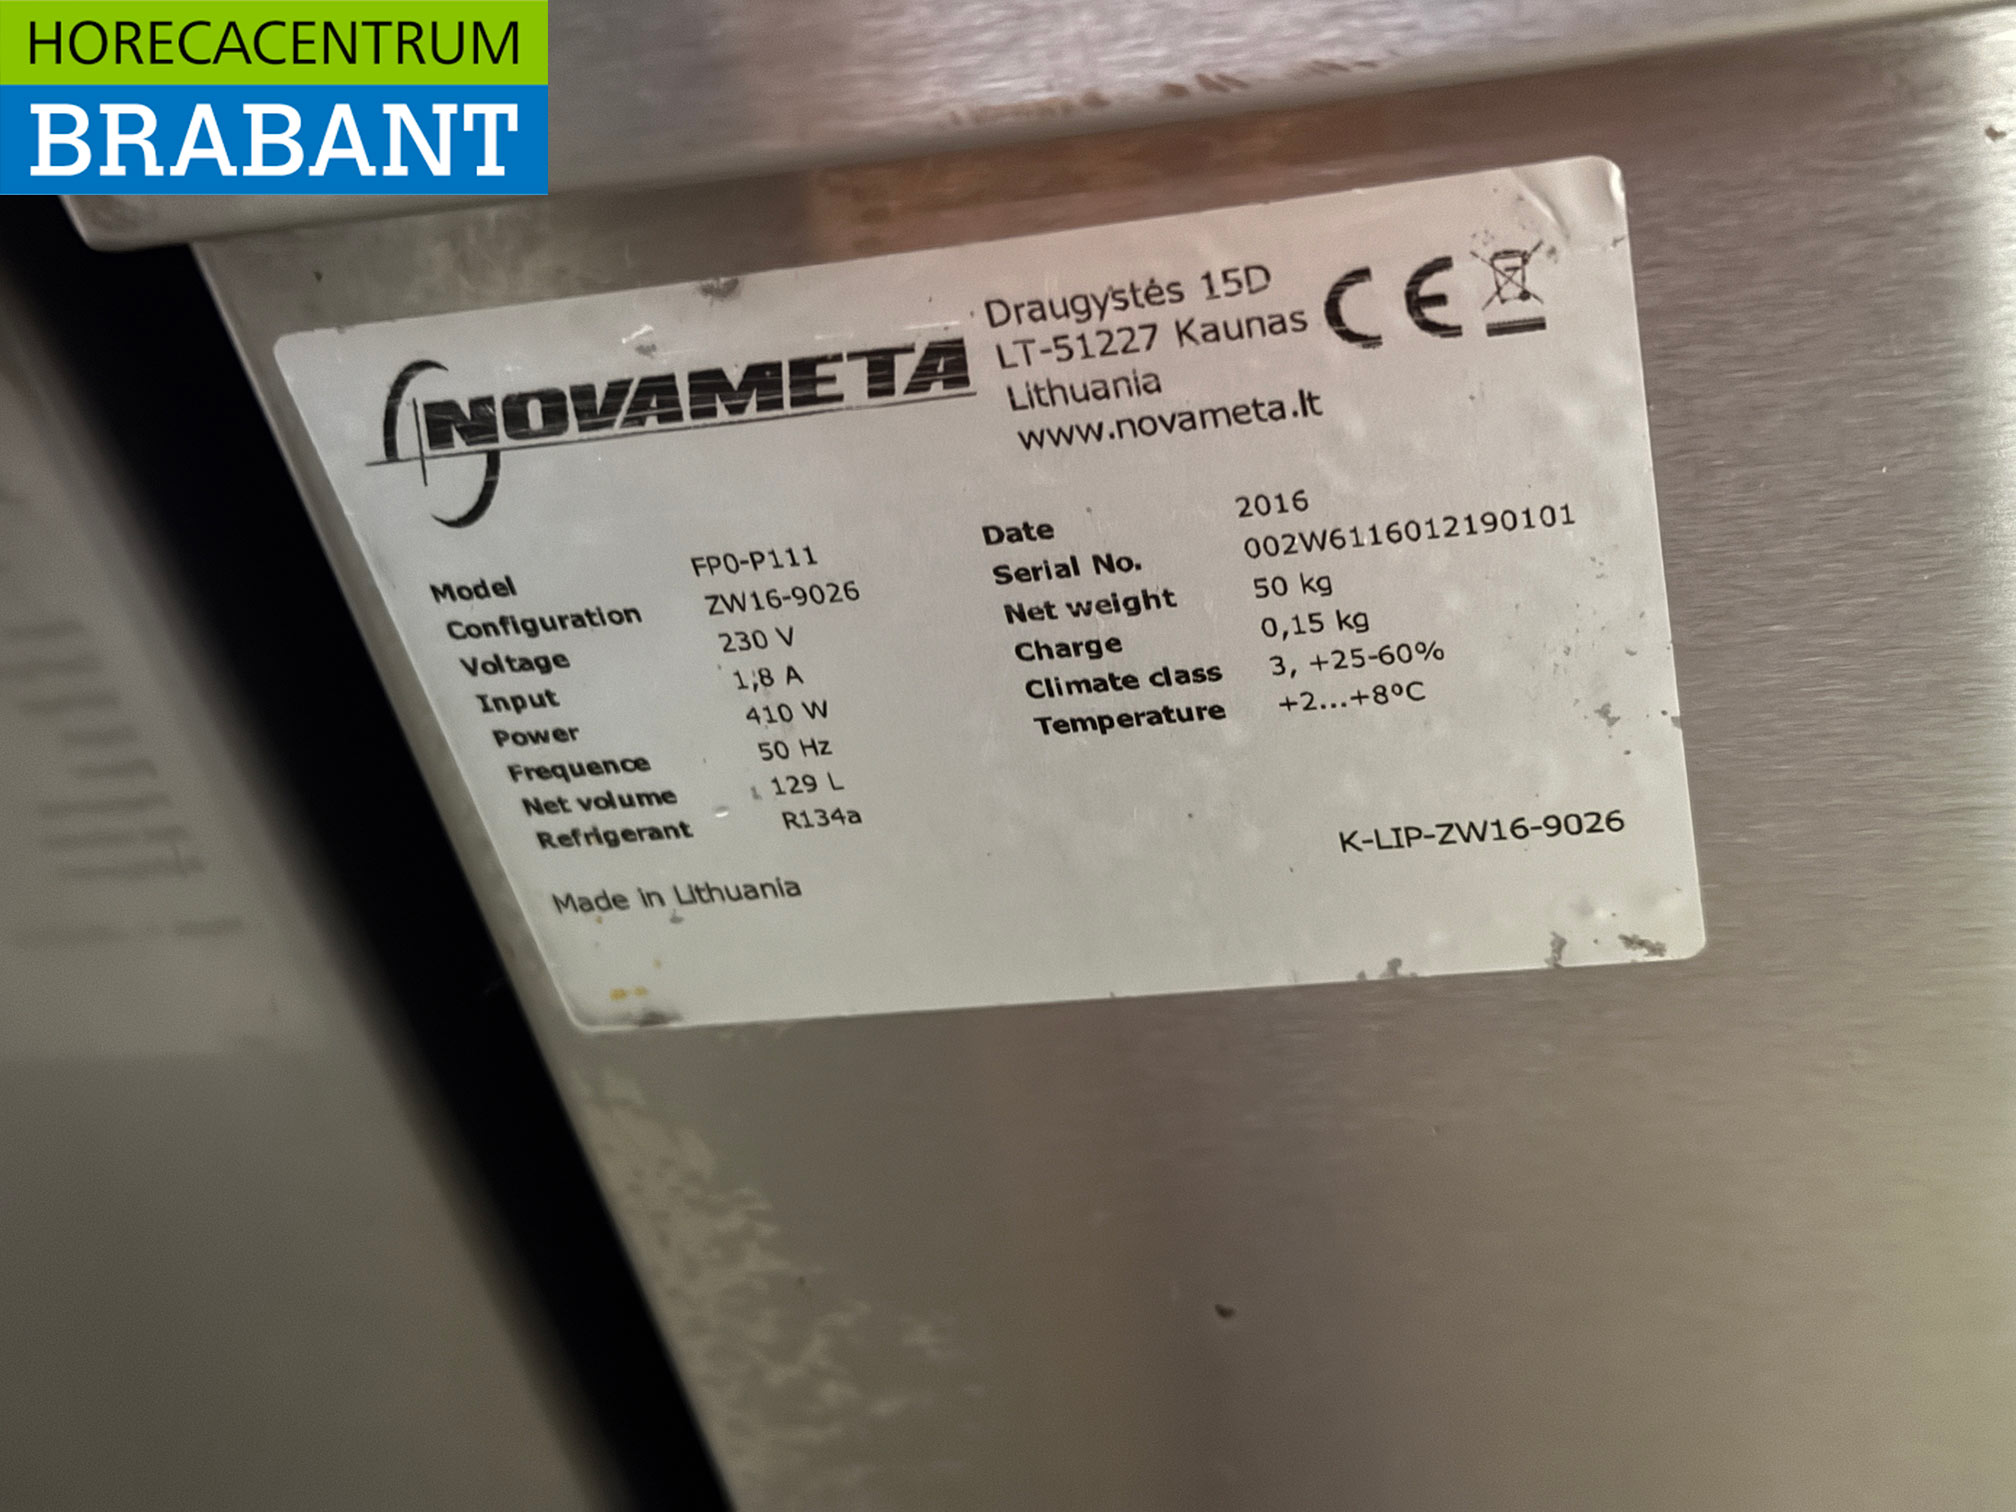 HORECACENTRUM
BRABANT
NOVAMETA
Draugystės 15D
LT-51227 Kaunas
Lithuania
www.novameta.lt
CE
Model FP0-P111
Configuration ZW16-9026
Voltage 230 V
Input 1,8 A
Power 410 W
Frequence 50 Hz
Net volume 129 L
Refrigerant R134a
Made in Lithuania
Date 2016
Serial No. 002W6116012190101
Net weight 50 kg
Charge 0,15 kg
Climate class 3, +25-60%
Temperature +2...+8ºC
K-LIP-ZW16-9026